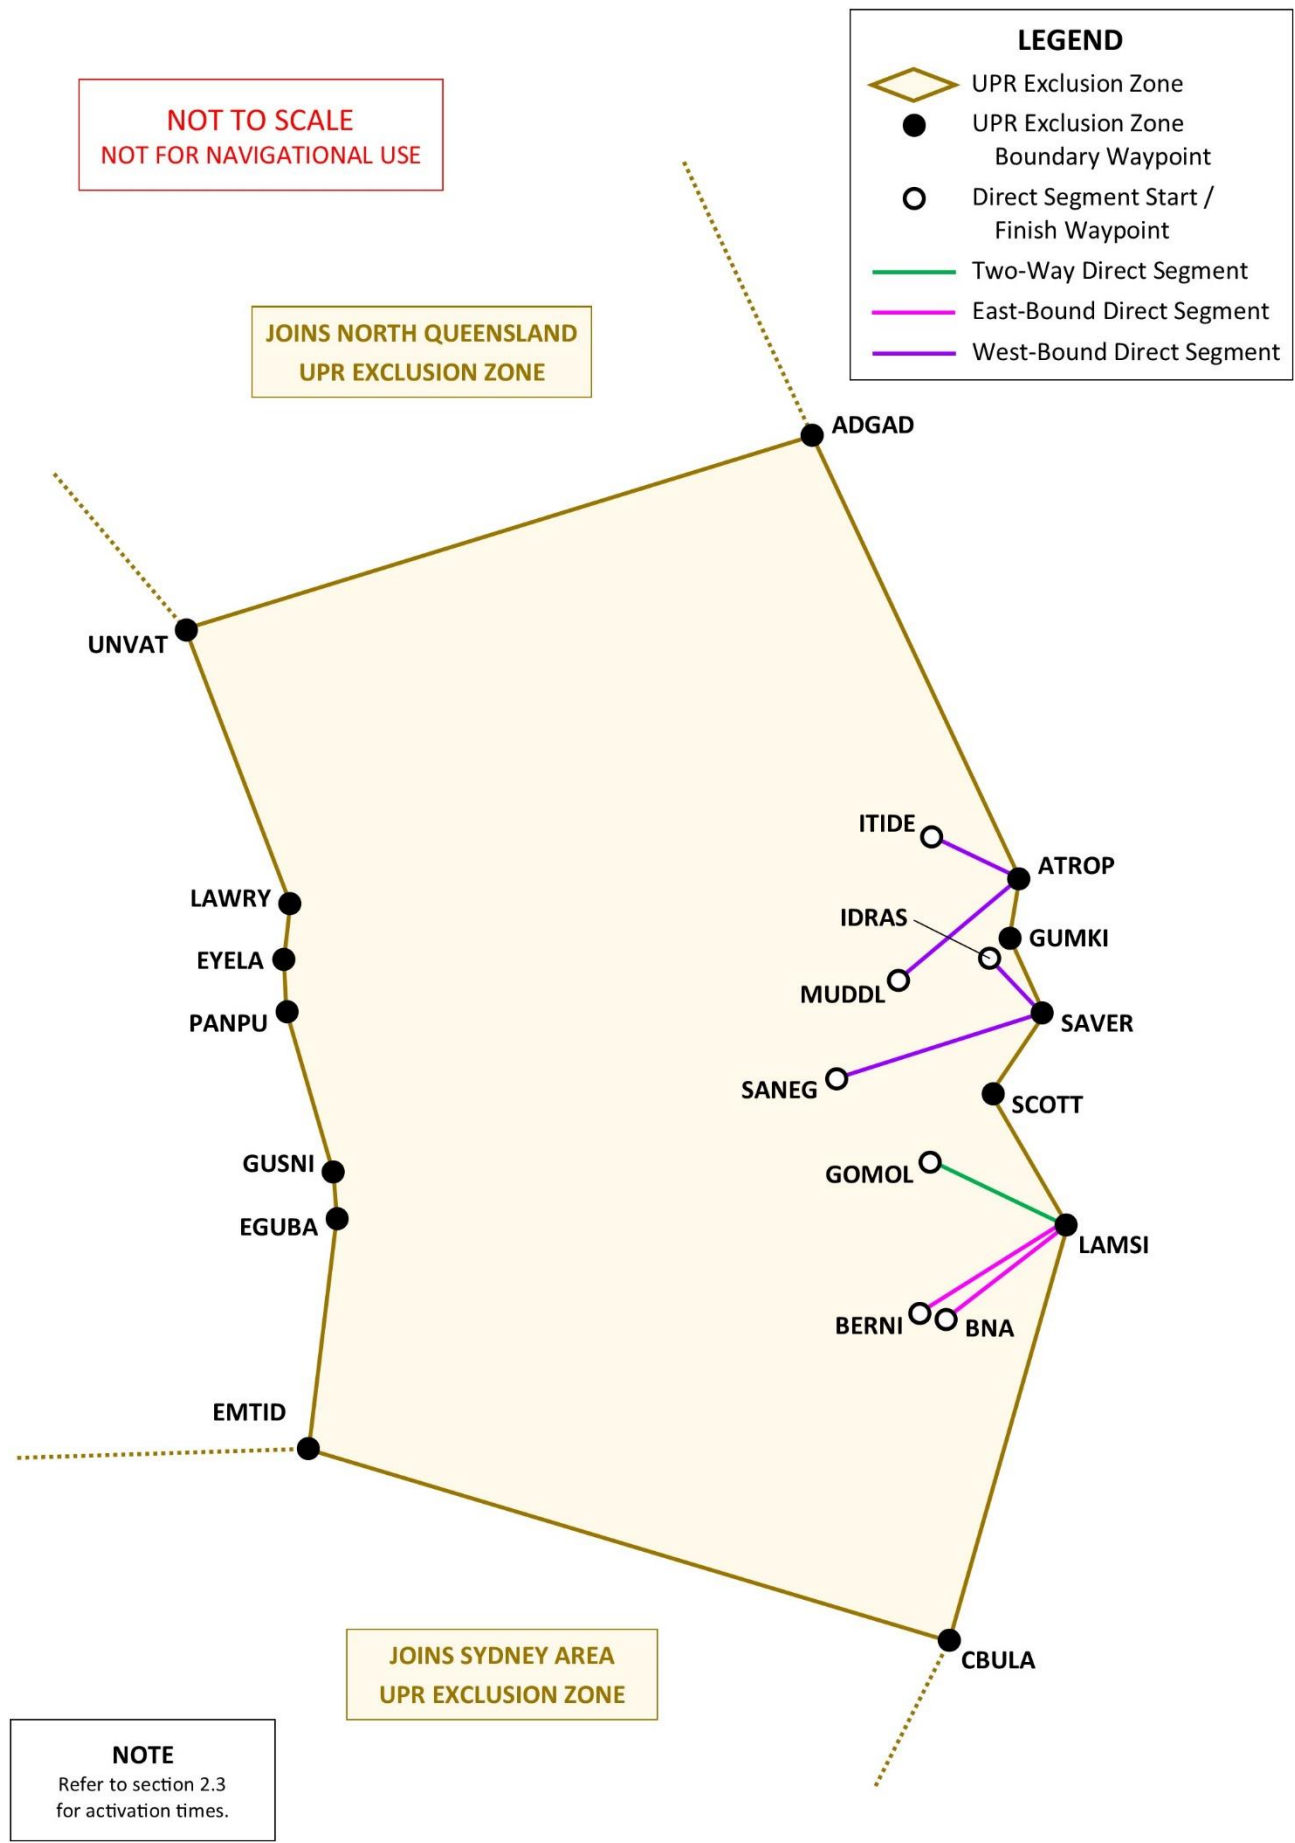 LEGEND
UPR Exclusion Zone
UPR Exclusion Zone
Boundary Waypoint
Direct Segment Start /
Finish Waypoint
Two-Way Direct Segment
East-Bound Direct Segment
West-Bound Direct Segment
NOT TO SCALE
NOT FOR NAVIGATIONAL USE
JOINS NORTH QUEENSLAND
UPR EXCLUSION ZONE
ADGAD
UNVAT
ITIDE
ATROP
LAWRY
IDRAS
GUMKI
EYELA
MUDDL
PANPU
SAVER
SANEG
SCOTT
GUSNI
GOMOL
EGUBA
LAMSI
BERNI
BNA
EMTID
CBULA
JOINS SYDNEY AREA
UPR EXCLUSION ZONE
NOTE
Refer to section 2.3
for activation times.